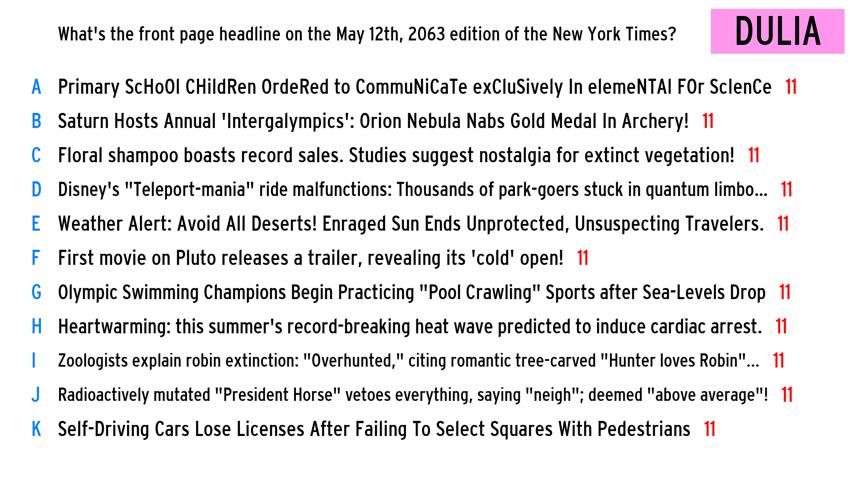 What's the front page headline on the May 12th, 2063 edition of the New York Times? DULIA
A Primary ScHoOl CHildRen OrdeRed to CommuNiCaTe exCluSively In elemeNTAl FOr ScIenCe 11
B Saturn Hosts Annual 'Intergalympics': Orion Nebula Nabs Gold Medal In Archery! 11
C Floral shampoo boasts record sales. Studies suggest nostalgia for extinct vegetation! 11
D Disney's "Teleport-mania" ride malfunctions: Thousands of park-goers stuck in quantum limbo... 11
E Weather Alert: Avoid All Deserts! Enraged Sun Ends Unprotected, Unsuspecting Travelers. 11
F First movie on Pluto releases a trailer, revealing its 'cold' open! 11
G Olympic Swimming Champions Begin Practicing "Pool Crawling" Sports after Sea-Levels Drop 11
H Heartwarming: this summer's record-breaking heat wave predicted to induce cardiac arrest. 11
I Zoologists explain robin extinction: "Overhunted," citing romantic tree-carved "Hunter loves Robin"... 11
J Radioactively mutated "President Horse" vetoes everything, saying "neigh"; deemed "above average"! 11
K Self-Driving Cars Lose Licenses After Failing To Select Squares With Pedestrians 11